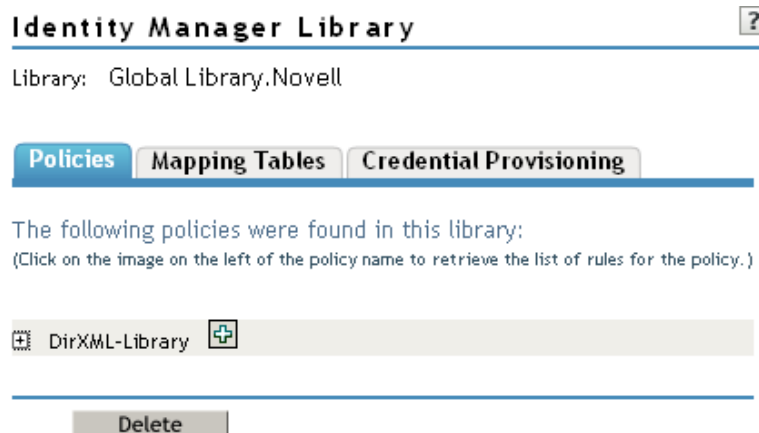 Identity Manager Library
?
Library: Global Library.Novell
Policies Mapping Tables Credential Provisioning
The following policies were found in this library:
(Click on the image on the left of the policy name to retrieve the list of rules for the policy.)
DirXML-Library
Delete